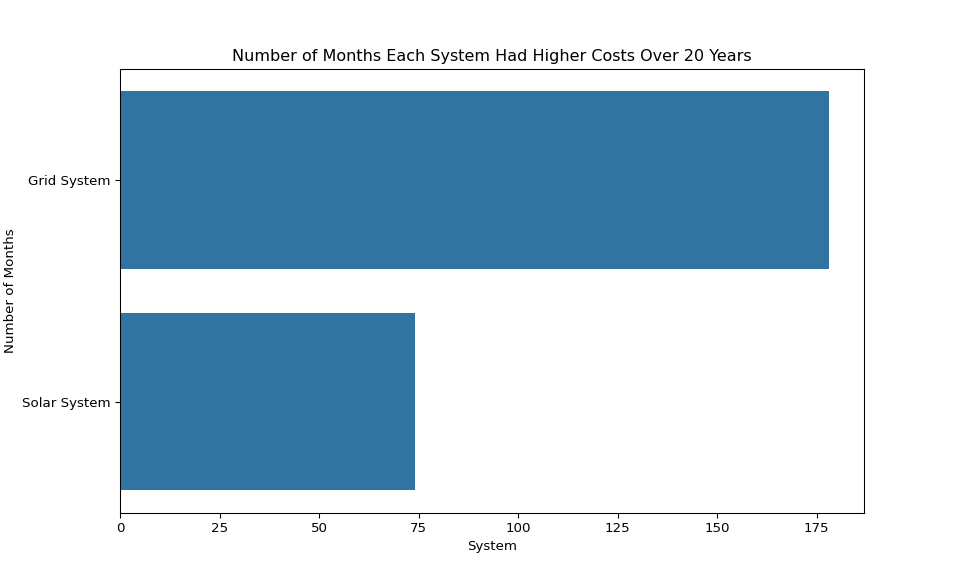 Number of Months Each System Had Higher Costs Over 20 Years
Number of Months
Grid System
Solar System
0 25 50 75 100 125 150 175
System